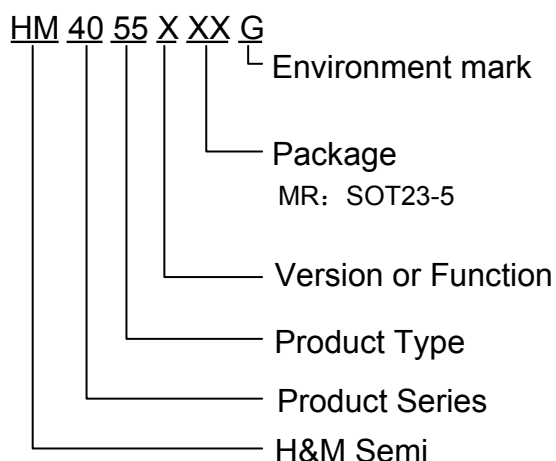 HM 40 55 X XX G
Environment mark
Package
MR：SOT23-5
Version or Function
Product Type
Product Series
H&M Semi